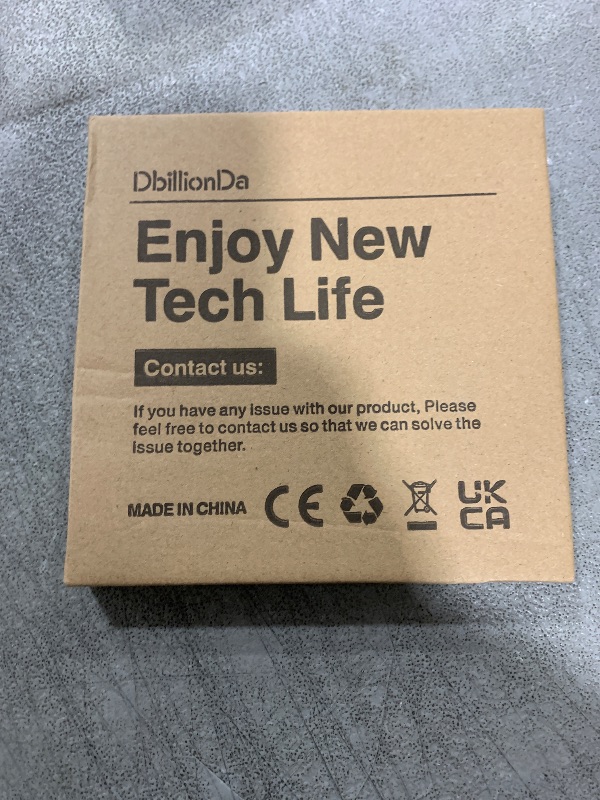 DbillionDa
Enjoy New
Tech Life
Contact us:
If you have any issue with our product, Please
feel free to contact us so that we can solve the
issue together.
MADE IN CHINA CE UK
CA